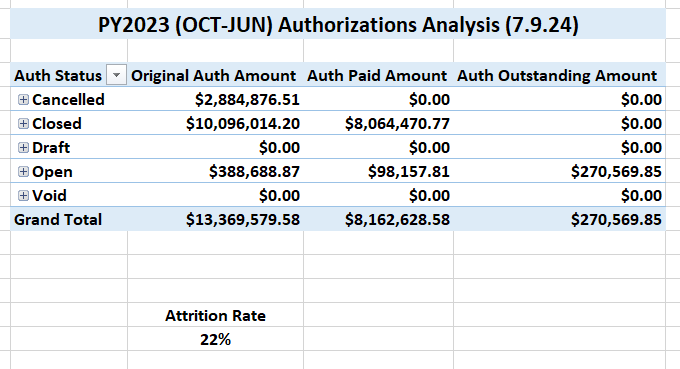 PY2023 (OCT-JUN) Authorizations Analysis (7.9.24)
Auth Status Original Auth Amount Auth Paid Amount Auth Outstanding Amount
Cancelled $2,884,876.51 $0.00 $0.00
Closed $10,096,014.20 $8,064,470.77 $0.00
Draft $0.00 $0.00 $0.00
Open $388,688.87 $98,157.81 $270,569.85
Void $0.00 $0.00 $0.00
Grand Total $13,369,579.58 $8,162,628.58 $270,569.85
Attrition Rate
22%